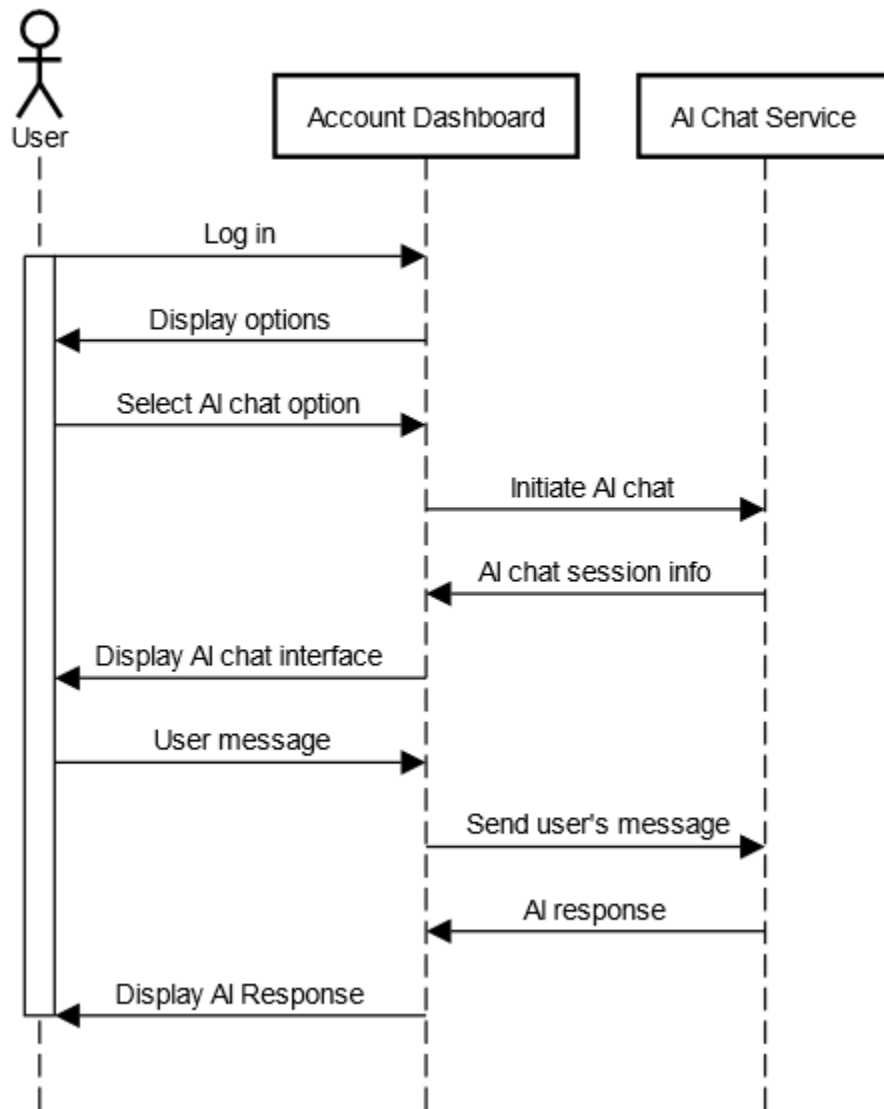 User
Account Dashboard
AI Chat Service
Log in
Display options
Select AI chat option
Initiate AI chat
AI chat session info
Display AI chat interface
User message
Send user's message
AI response
Display AI Response